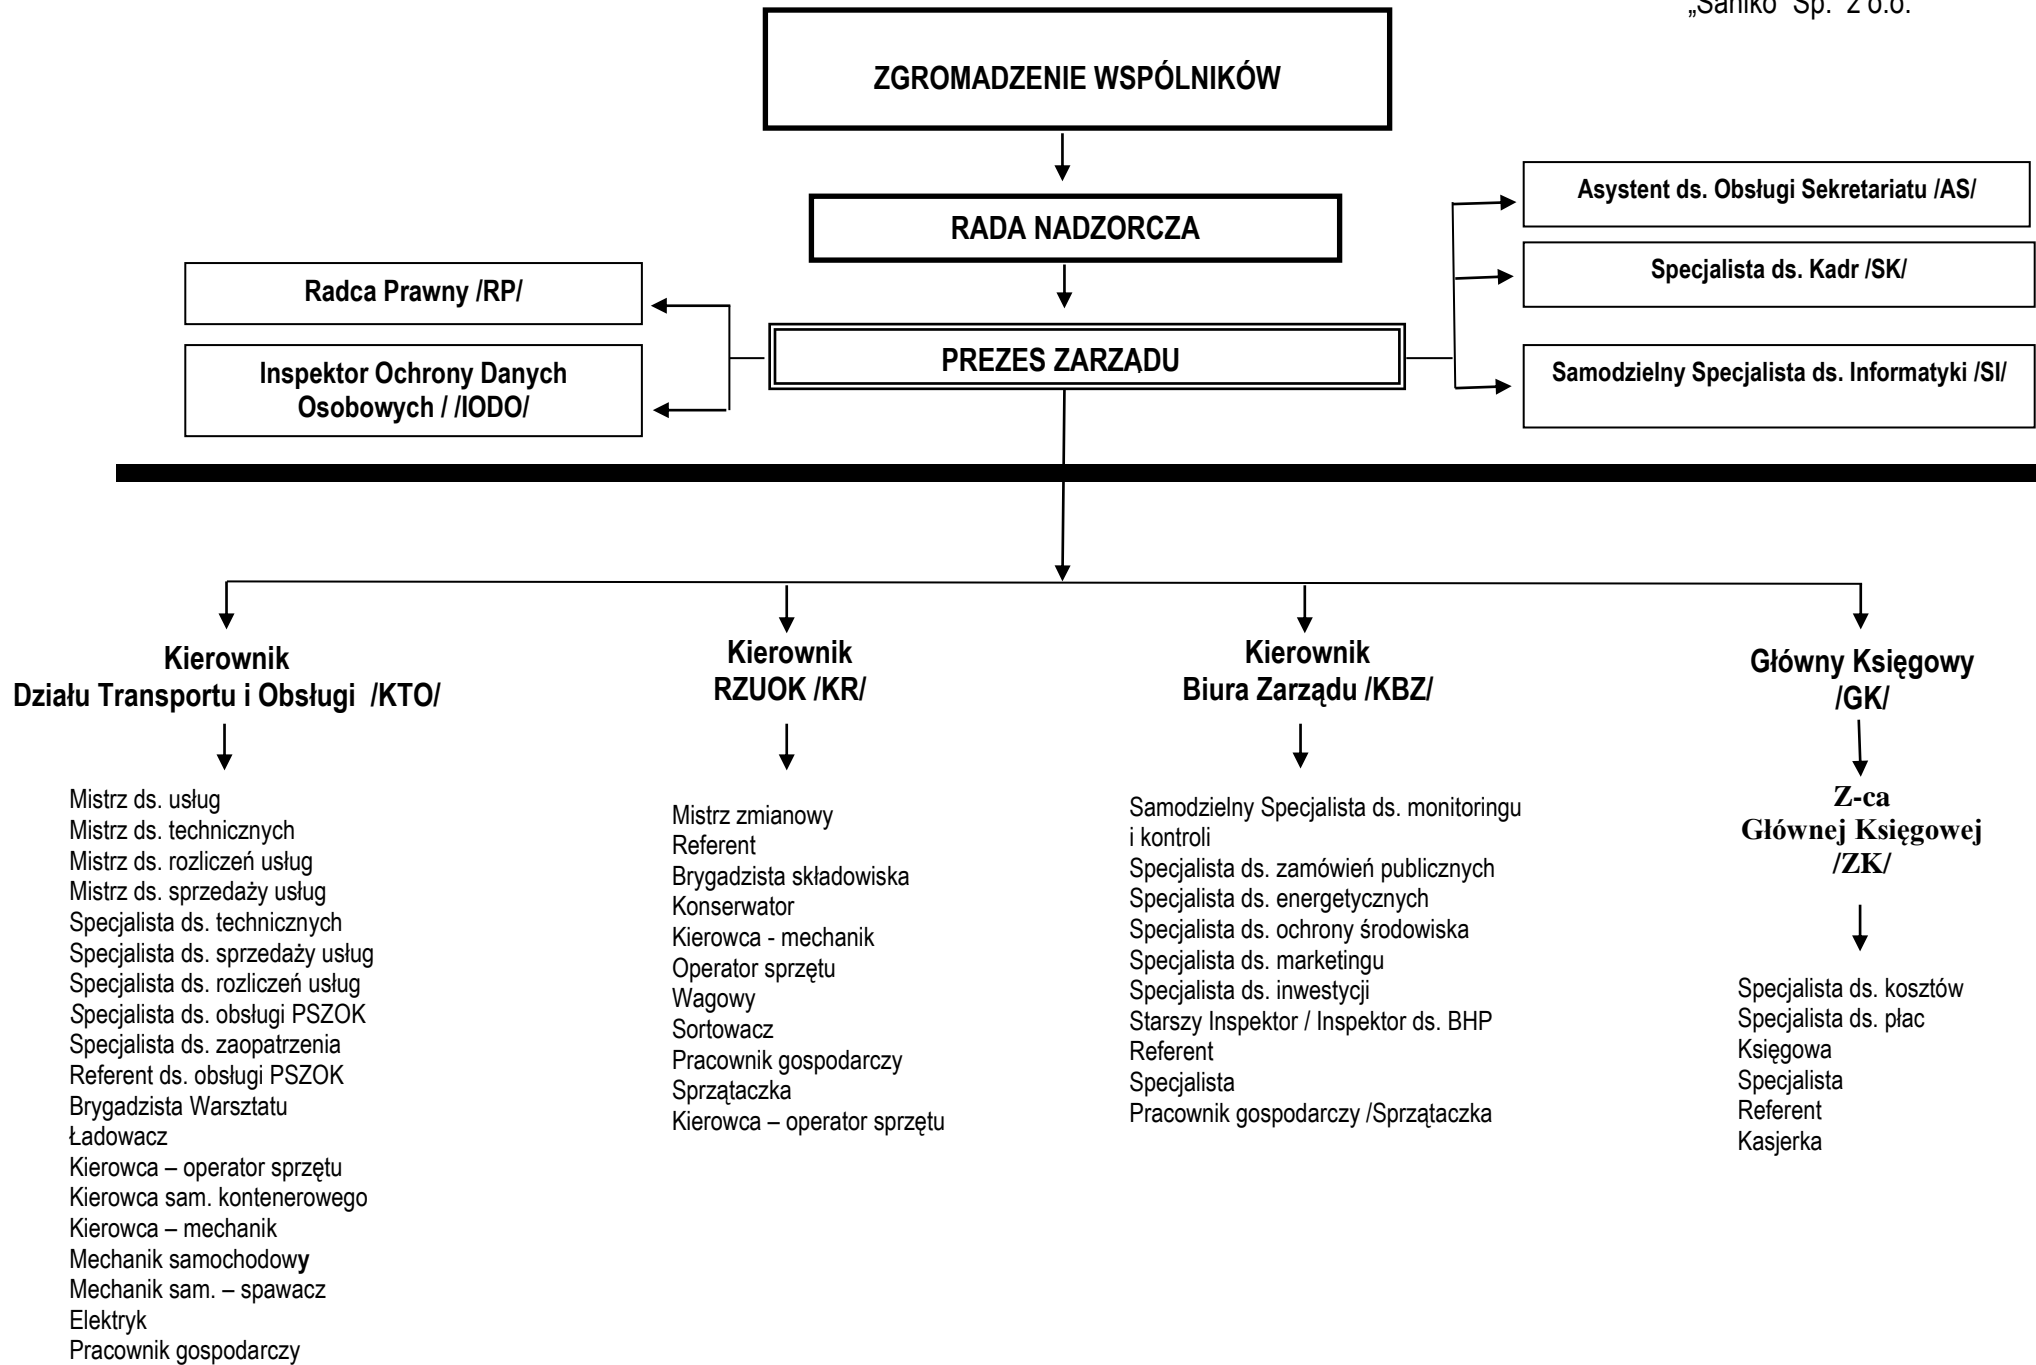 „Saniko” Sp. z o.o.
ZGROMADZENIE WSPÓLNIKÓW
RADA NADZORCZA
PREZES ZARZĄDU
Radca Prawny /RP/
Inspektor Ochrony Danych
Osobowych / /IODO/
Asystent ds. Obsługi Sekretariatu /AS/
Specjalista ds. Kadr /SK/
Samodzielny Specjalista ds. Informatyki /SI/
Kierownik
Działu Transportu i Obsługi /KTO/
Mistrz ds. usług
Mistrz ds. technicznych
Mistrz ds. rozliczeń usług
Mistrz ds. sprzedaży usług
Specjalista ds. technicznych
Specjalista ds. sprzedaży usług
Specjalista ds. rozliczeń usług
Specjalista ds. obsługi PSZOK
Specjalista ds. zaopatrzenia
Referent ds. obsługi PSZOK
Brygadzista Warsztatu
Ładowacz
Kierowca – operator sprzętu
Kierowca sam. kontenerowego
Kierowca – mechanik
Mechanik samochodowy
Mechanik sam. – spawacz
Elektryk
Pracownik gospodarczy
Kierownik
RZUOK /KR/
Mistrz zmianowy
Referent
Brygadzista składowiska
Konserwator
Kierowca - mechanik
Operator sprzętu
Wagowy
Sortowacz
Pracownik gospodarczy
Sprzątaczka
Kierowca – operator sprzętu
Kierownik
Biura Zarządu /KBZ/
Samodzielny Specjalista ds. monitoringu
i kontroli
Specjalista ds. zamówień publicznych
Specjalista ds. energetycznych
Specjalista ds. ochrony środowiska
Specjalista ds. marketingu
Specjalista ds. inwestycji
Starszy Inspektor / Inspektor ds. BHP
Referent
Specjalista
Pracownik gospodarczy /Sprzątaczka
Główny Księgowy
/GK/
Z-ca
Głównej Księgowej
/ZK/
Specjalista ds. kosztów
Specjalista ds. płac
Księgowa
Specjalista
Referent
Kasjerka